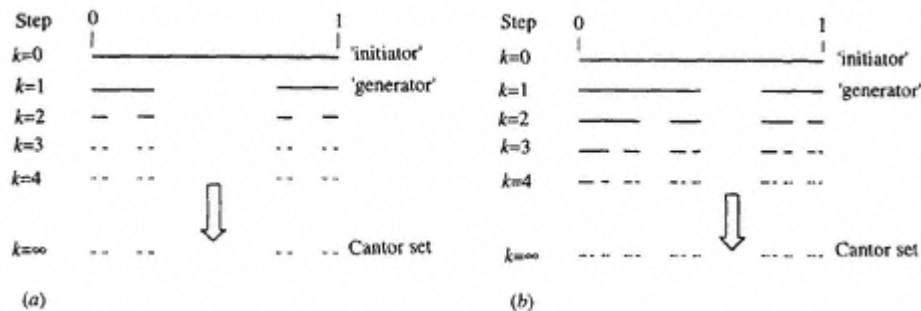 Step 0 1
k=0 'initiator'
k=1 'generator'
k=2
k=3
k=4
k=∞ Cantor set
(a)
Step 0 1
k=0 'initiator'
k=1 'generator'
k=2
k=3
k=4
k=∞ Cantor set
(b)